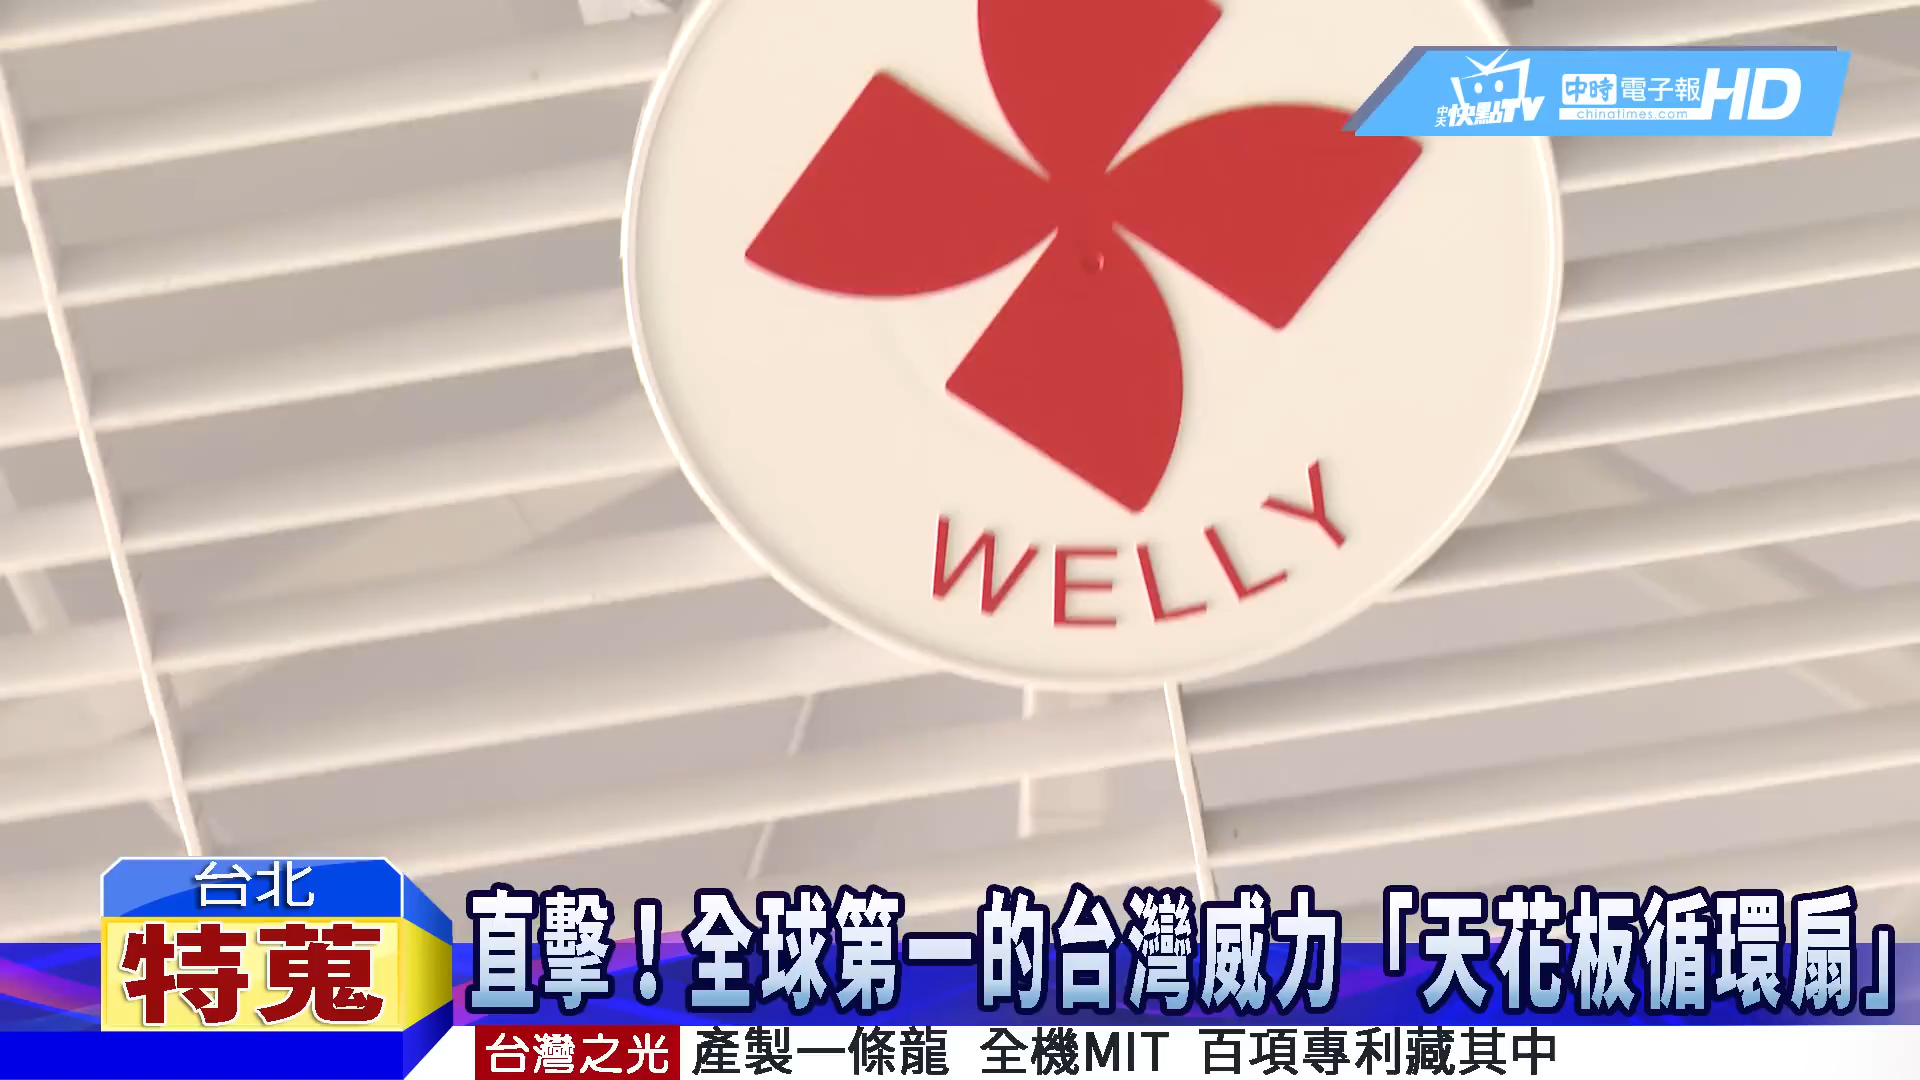 中天快點TV 中時電子報HD
chinatimes.com
WELLY
台北
特蒐
直擊！全球第一的台灣威力「天花板循環扇」
台灣之光 產製一條龍 全機MIT 百項專利藏其中